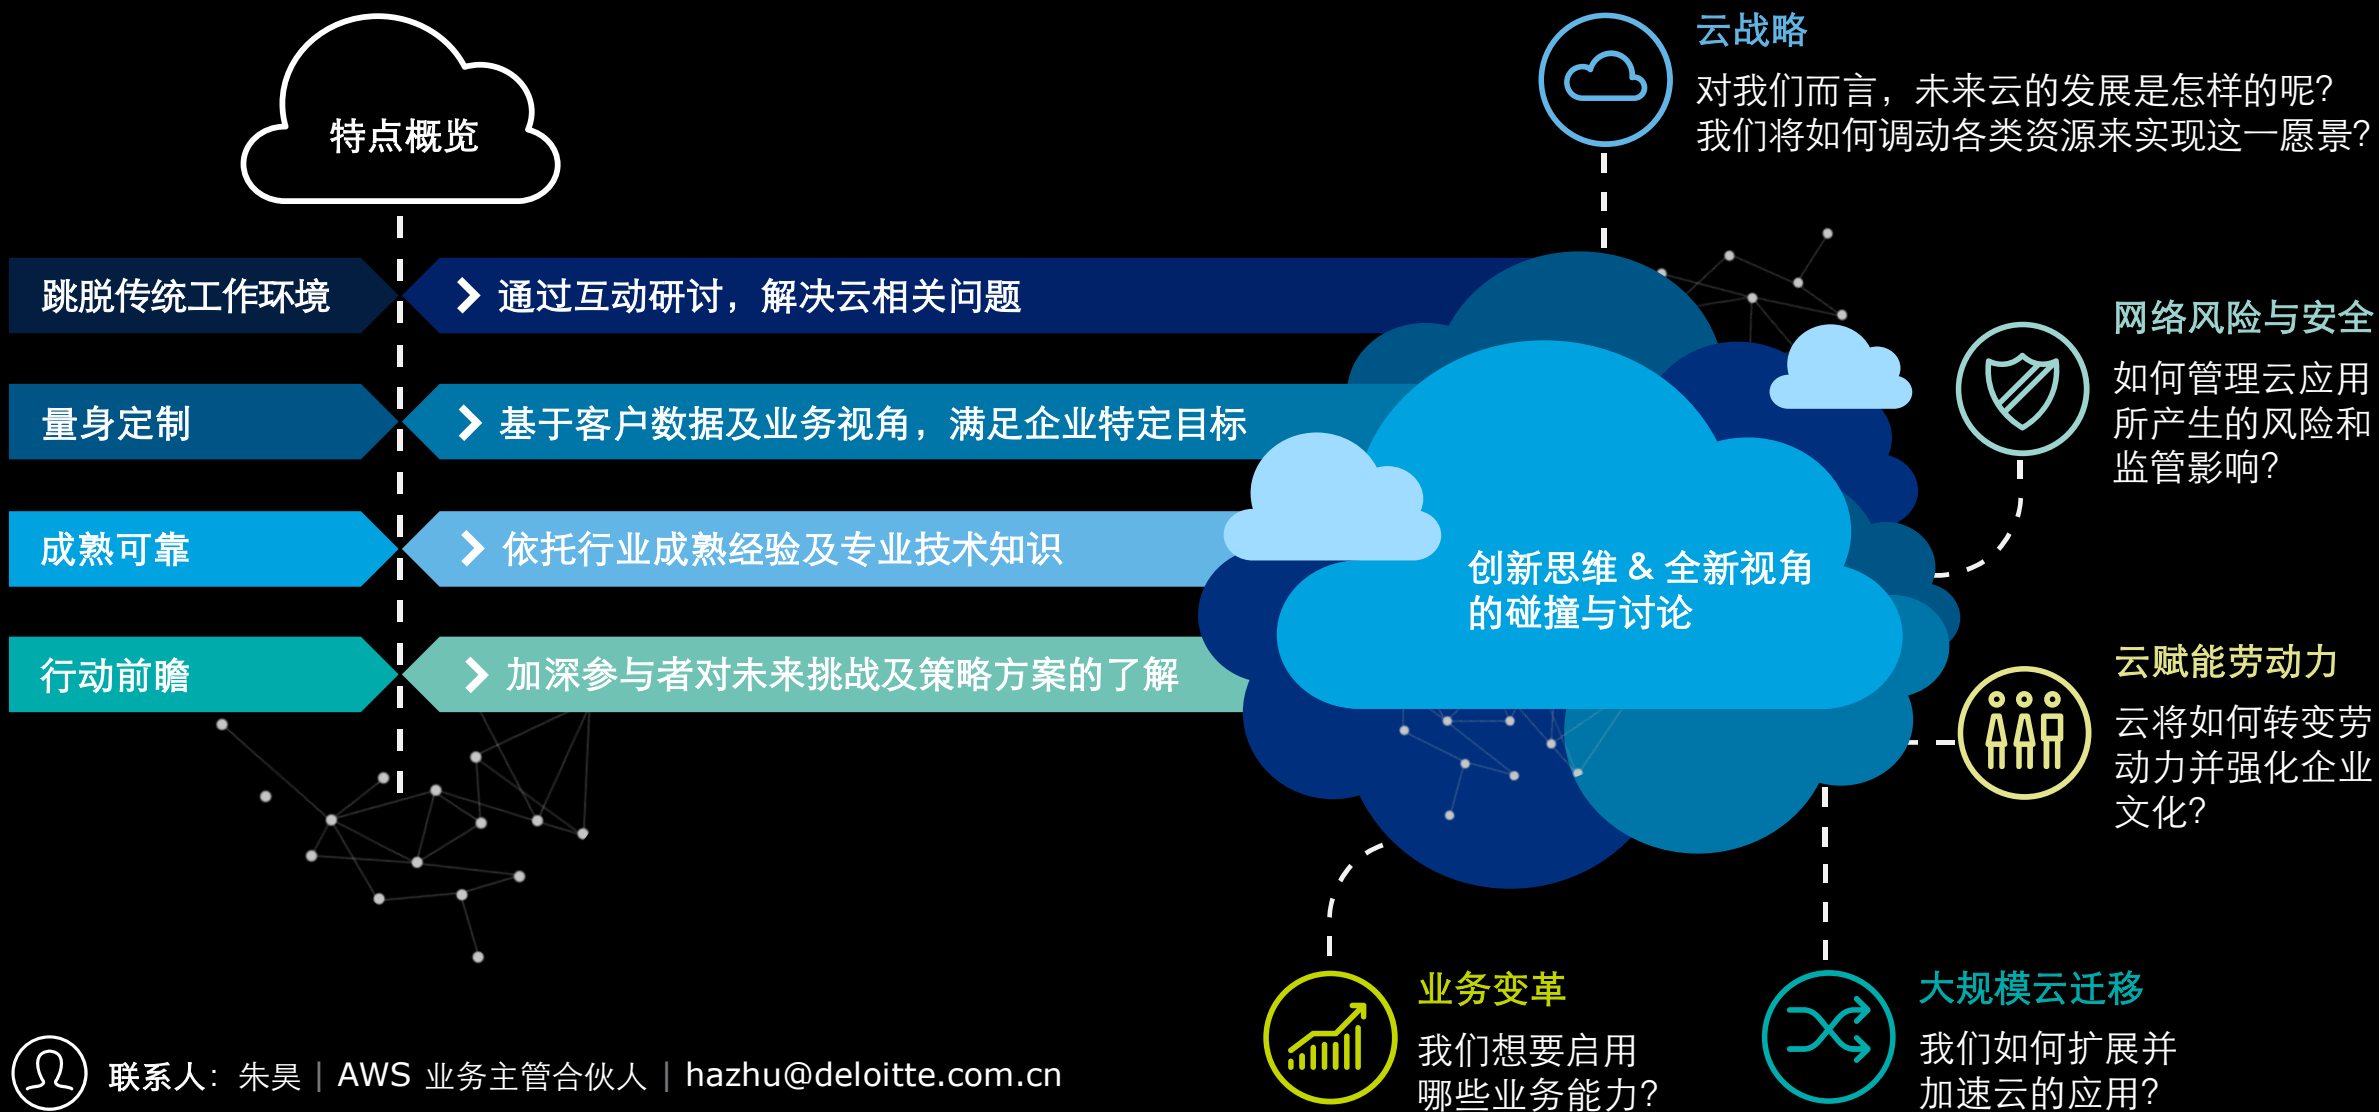 特点概览
跳脱传统工作环境
通过互动研讨，解决云相关问题
量身定制
基于客户数据及业务视角，满足企业特定目标
成熟可靠
依托行业成熟经验及专业技术知识
行动前瞻
加深参与者对未来挑战及策略方案的了解
创新思维 & 全新视角
的碰撞与讨论
云战略
对我们而言，未来云的发展是怎样的呢？
我们将如何调动各类资源来实现这一愿景？
网络风险与安全
如何管理云应用
所产生的风险和
监管影响？
云赋能劳动力
云将如何转变劳
动力并强化企业
文化？
业务变革
我们想要启用
哪些业务能力？
大规模云迁移
我们如何扩展并
加速云的应用？
联系人：朱昊 | AWS 业务主管合伙人 | hazhu@deloitte.com.cn